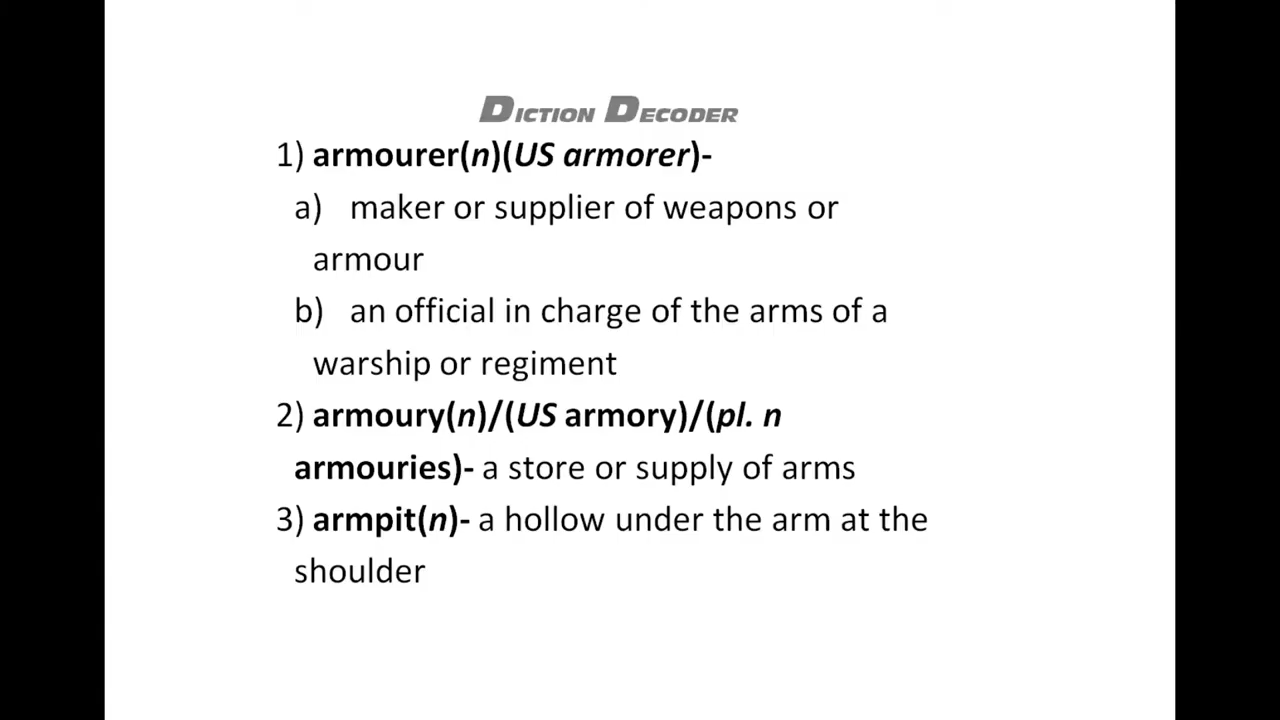 Diction Decoder
1) armourer(n)(US armorer)-
a) maker or supplier of weapons or
armour
b) an official in charge of the arms of a
warship or regiment
2) armoury(n)/(US armory)/(pl. n
armouries)- a store or supply of arms
3) armpit(n)- a hollow under the arm at the
shoulder